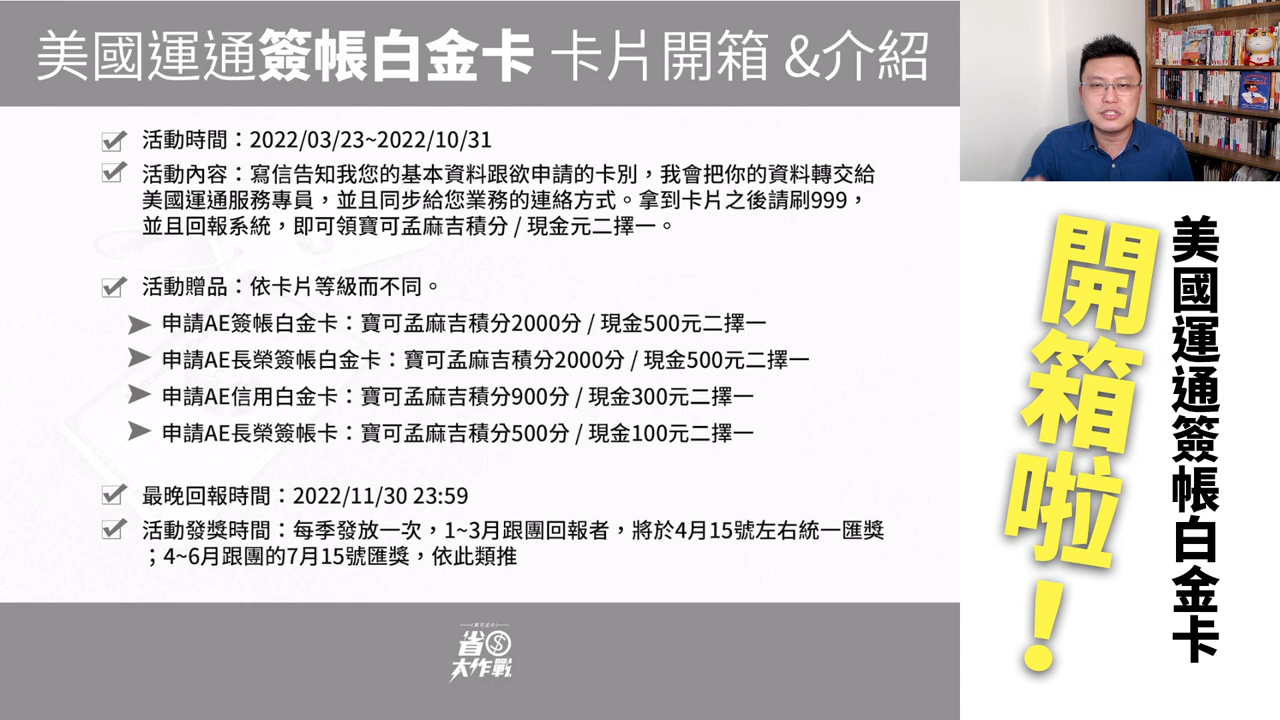 美國運通簽帳白金卡 卡片開箱 &介紹
活動時間：2022/03/23~2022/10/31
活動內容：寫信告知我您的基本資料跟欲申請的卡別，我會把你的資料轉交給
美國運通服務專員，並且同步給您業務的連絡方式。拿到卡片之後請刷999，
並且回報系統，即可領寶可孟麻吉積分 / 現金元二擇一。
活動贈品：依卡片等級而不同。
申請AE簽帳白金卡：寶可孟麻吉積分2000分 / 現金500元二擇一
申請AE長榮簽帳白金卡：寶可孟麻吉積分2000分 / 現金500元二擇一
申請AE信用白金卡：寶可孟麻吉積分900分 / 現金300元二擇一
申請AE長榮簽帳卡：寶可孟麻吉積分500分 / 現金100元二擇一
最晚回報時間：2022/11/30 23:59
活動發獎時間：每季發放一次，1~3月跟團回報者，將於4月15號左右統一匯獎
；4~6月跟團的7月15號匯獎，依此類推
省
大作戰
美國運通簽帳白金卡
開箱啦！